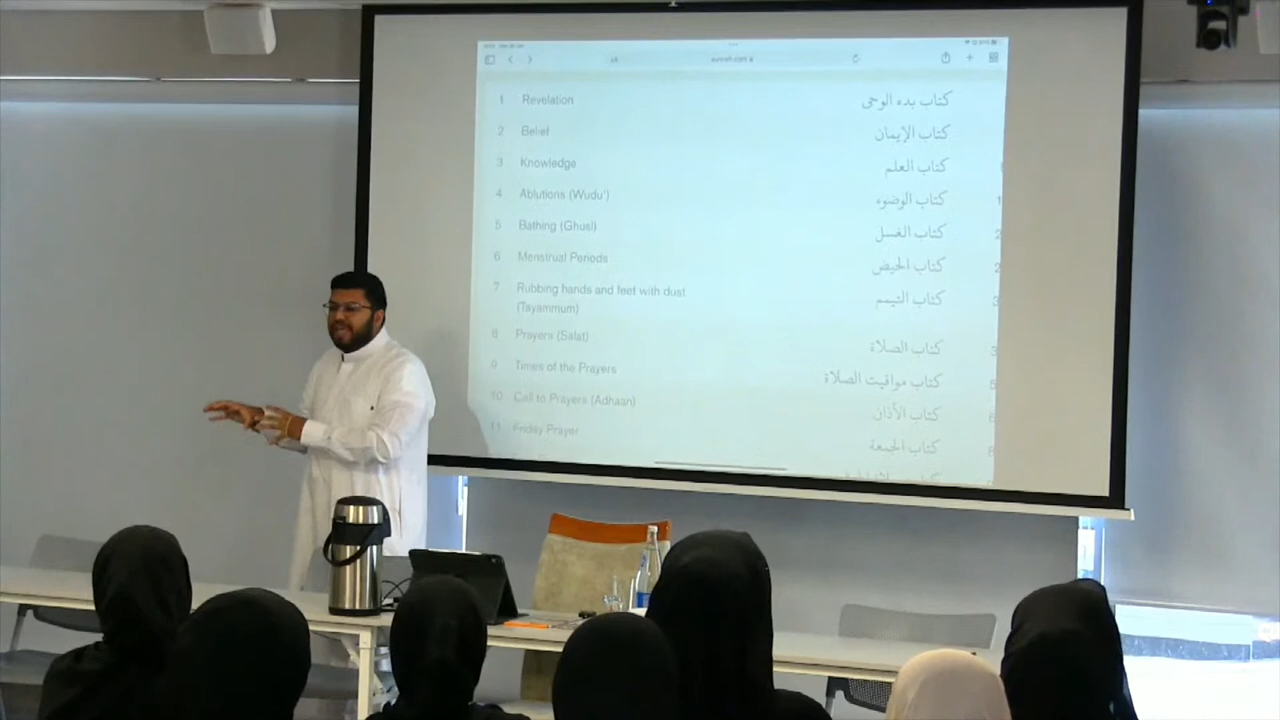 sunnah.com
1 Revelation كتاب بدء الوحى
2 Belief كتاب الإيمان
3 Knowledge كتاب العلم
4 Ablutions (Wudu') كتاب الوضوء
5 Bathing (Ghusl) كتاب الغسل
6 Menstrual Periods كتاب الحيض
7 Rubbing hands and feet with dust
(Tayammum) كتاب التيمم
8 Prayers (Salat) كتاب الصلاة
9 Times of the Prayers كتاب مواقيت الصلاة
10 Call to Prayers (Adhaan) كتاب الأذان
11 Friday Prayer كتاب الجمعة